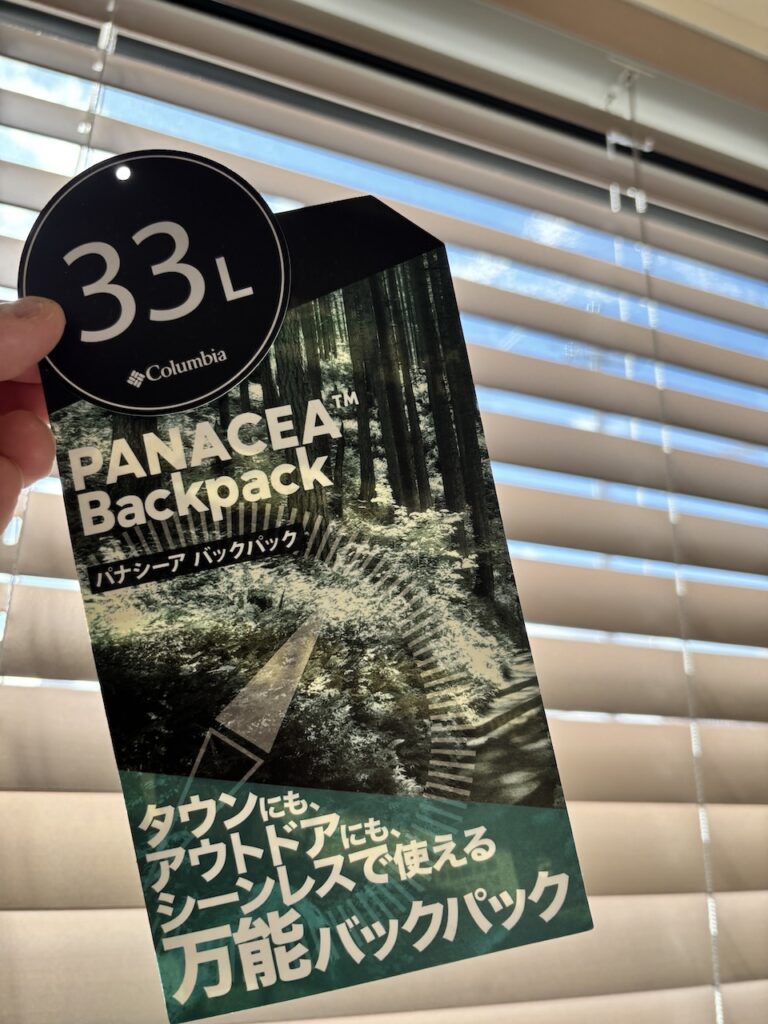 33L
Columbia
PANACEA™
Backpack
パナシーア バックパック
タウンにも、
アウトドアにも、
シーンレスで使える
万能バックパック